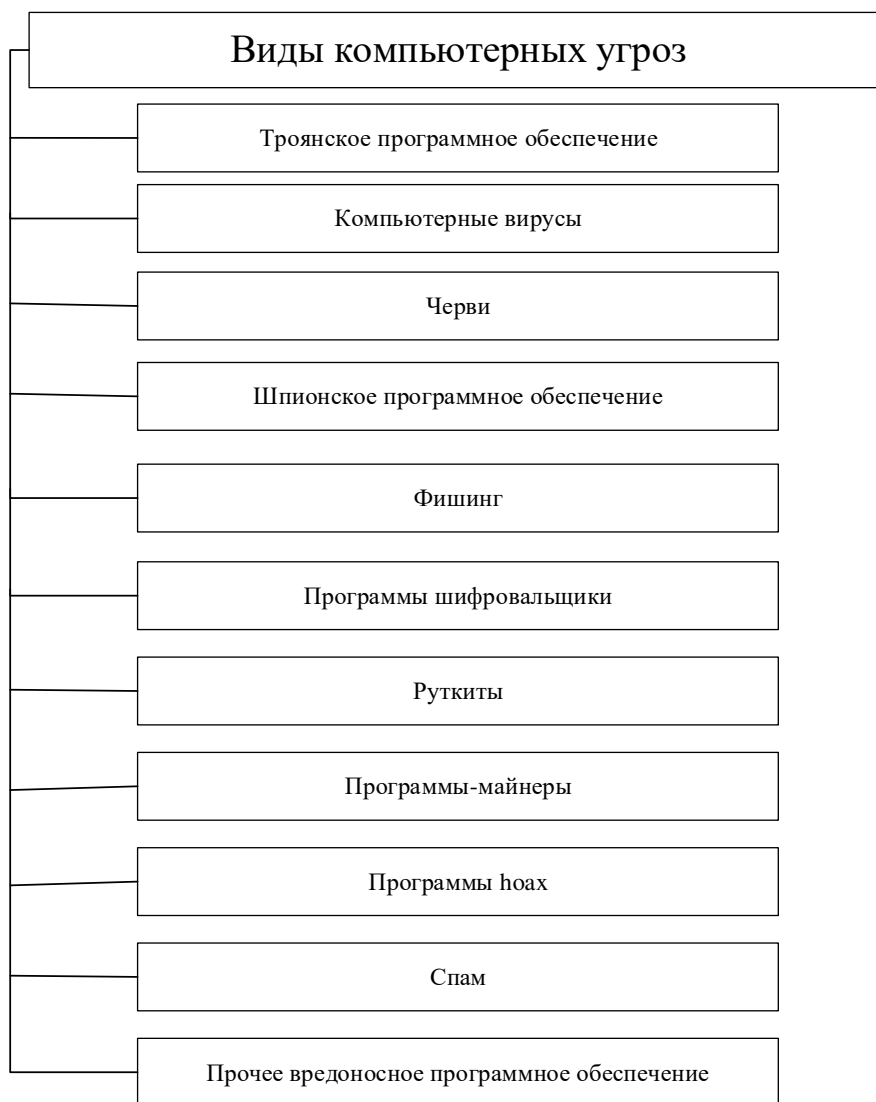 Виды компьютерных угроз
Троянское программное обеспечение
Компьютерные вирусы
Черви
Шпионское программное обеспечение
Фишинг
Программы шифровальщики
Руткиты
Программы-майнеры
Программы hoax
Спам
Прочее вредоносное программное обеспечение